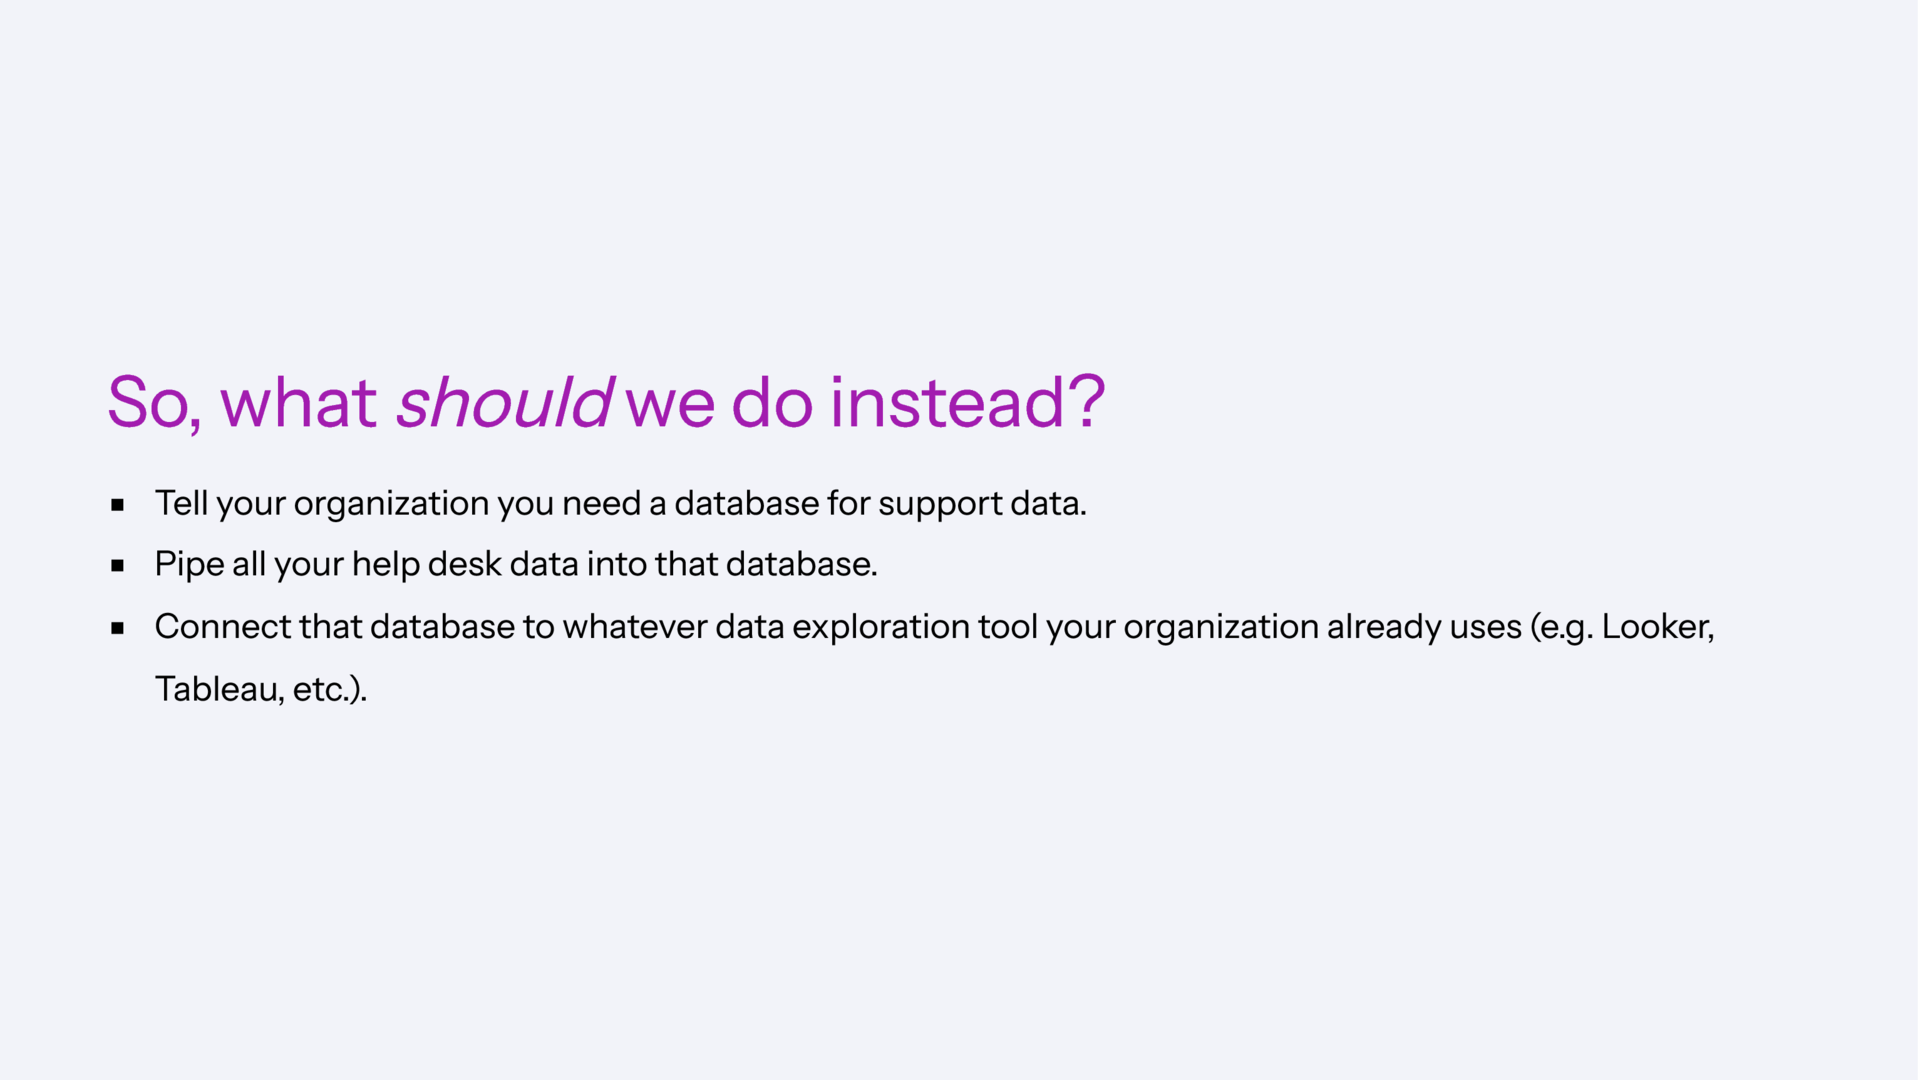 So, what should we do instead?
▪ Tell your organization you need a database for support data.
▪ Pipe all your help desk data into that database.
▪ Connect that database to whatever data exploration tool your organization already uses (e.g. Looker,
Tableau, etc.).